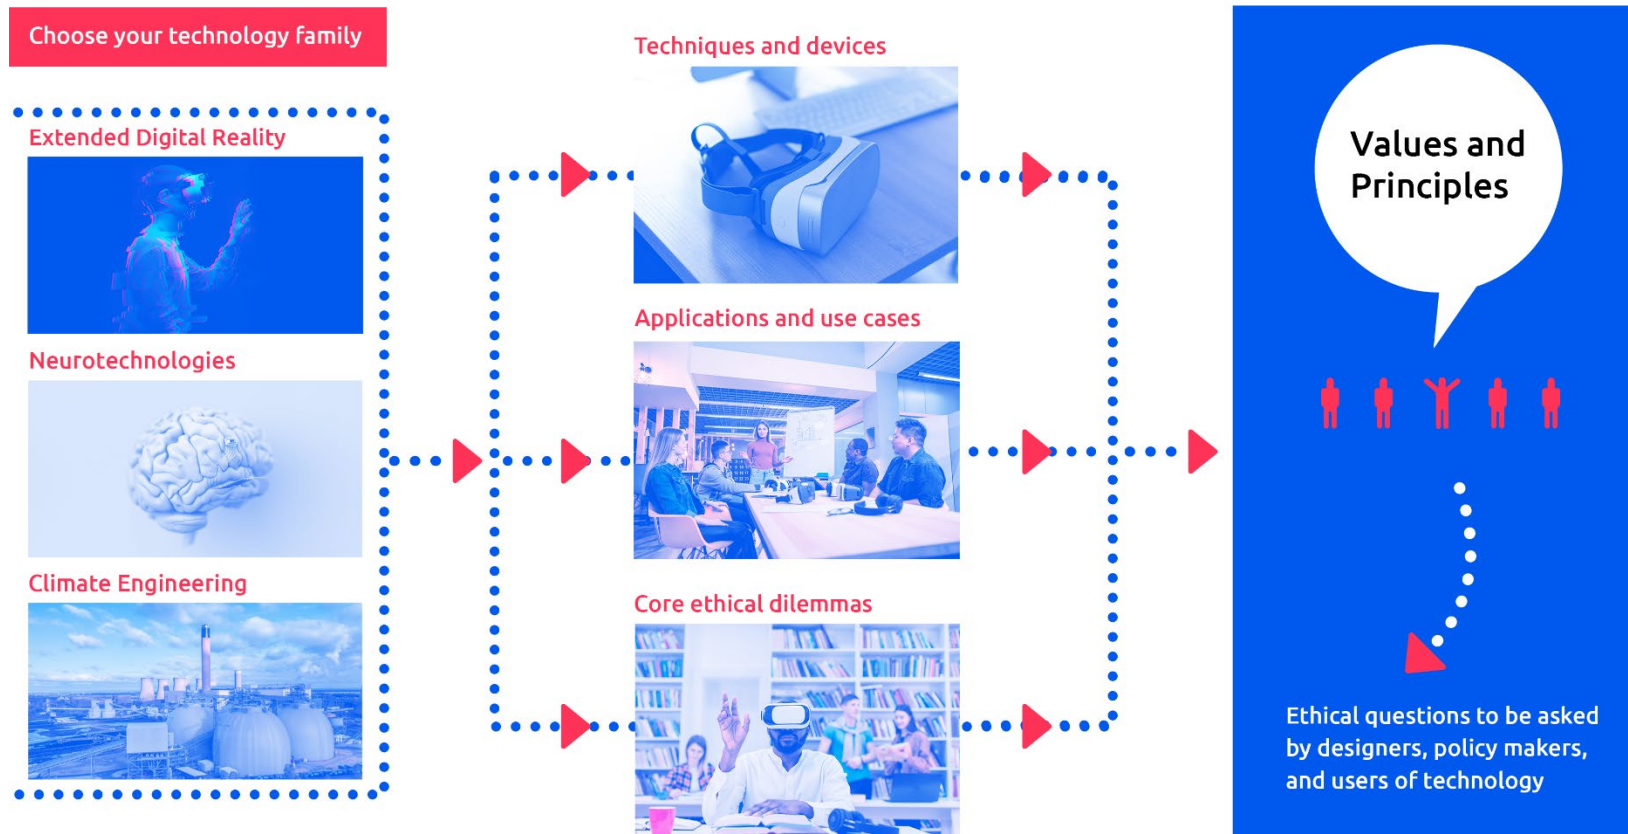 Choose your technology family
Extended Digital Reality
Neurotechnologies
Climate Engineering
Techniques and devices
Applications and use cases
Core ethical dilemmas
Values and
Principles
Ethical questions to be asked
by designers, policy makers,
and users of technology